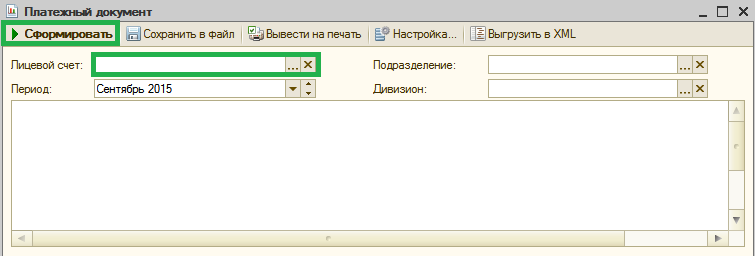 Платежный документ
Сформировать Сохранить в файл Вывести на печать Настройка... Выгрузить в XML
Лицевой счет: ... Подразделение: ...
Период: Сентябрь 2015 Дивизион: ...